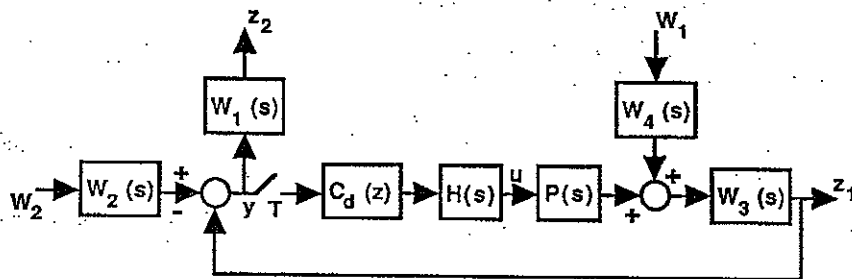 z2
W1
W1 (s)
W4 (s)
+
+
W2
W2 (s)
+
-
y
T
Cd (z)
H(s)
u
P(s)
+
+
W3 (s)
z1